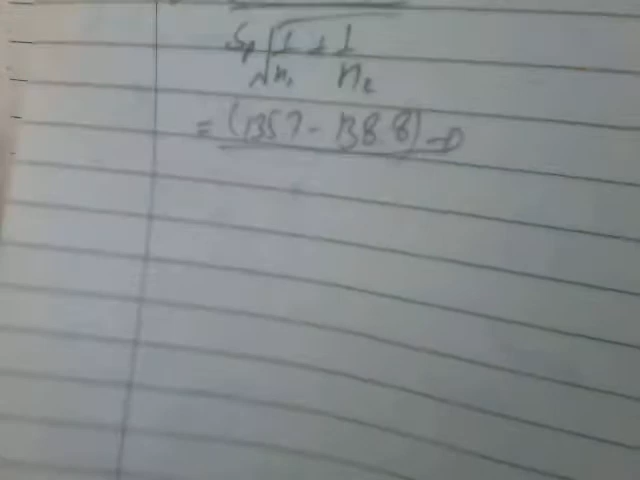 Sp √ 1/n₁ + 1/n₂
= (135.7 - 138.8) - 0